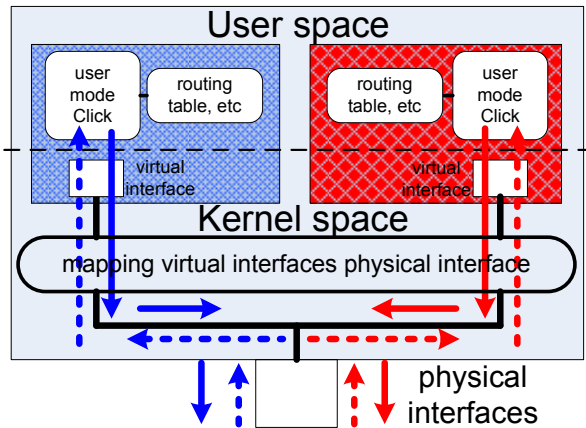 User space
user
mode
Click
routing
table, etc
routing
table, etc
user
mode
Click
virtual
interface
virtual
interface
Kernel space
mapping virtual interfaces physical interface
physical
interfaces